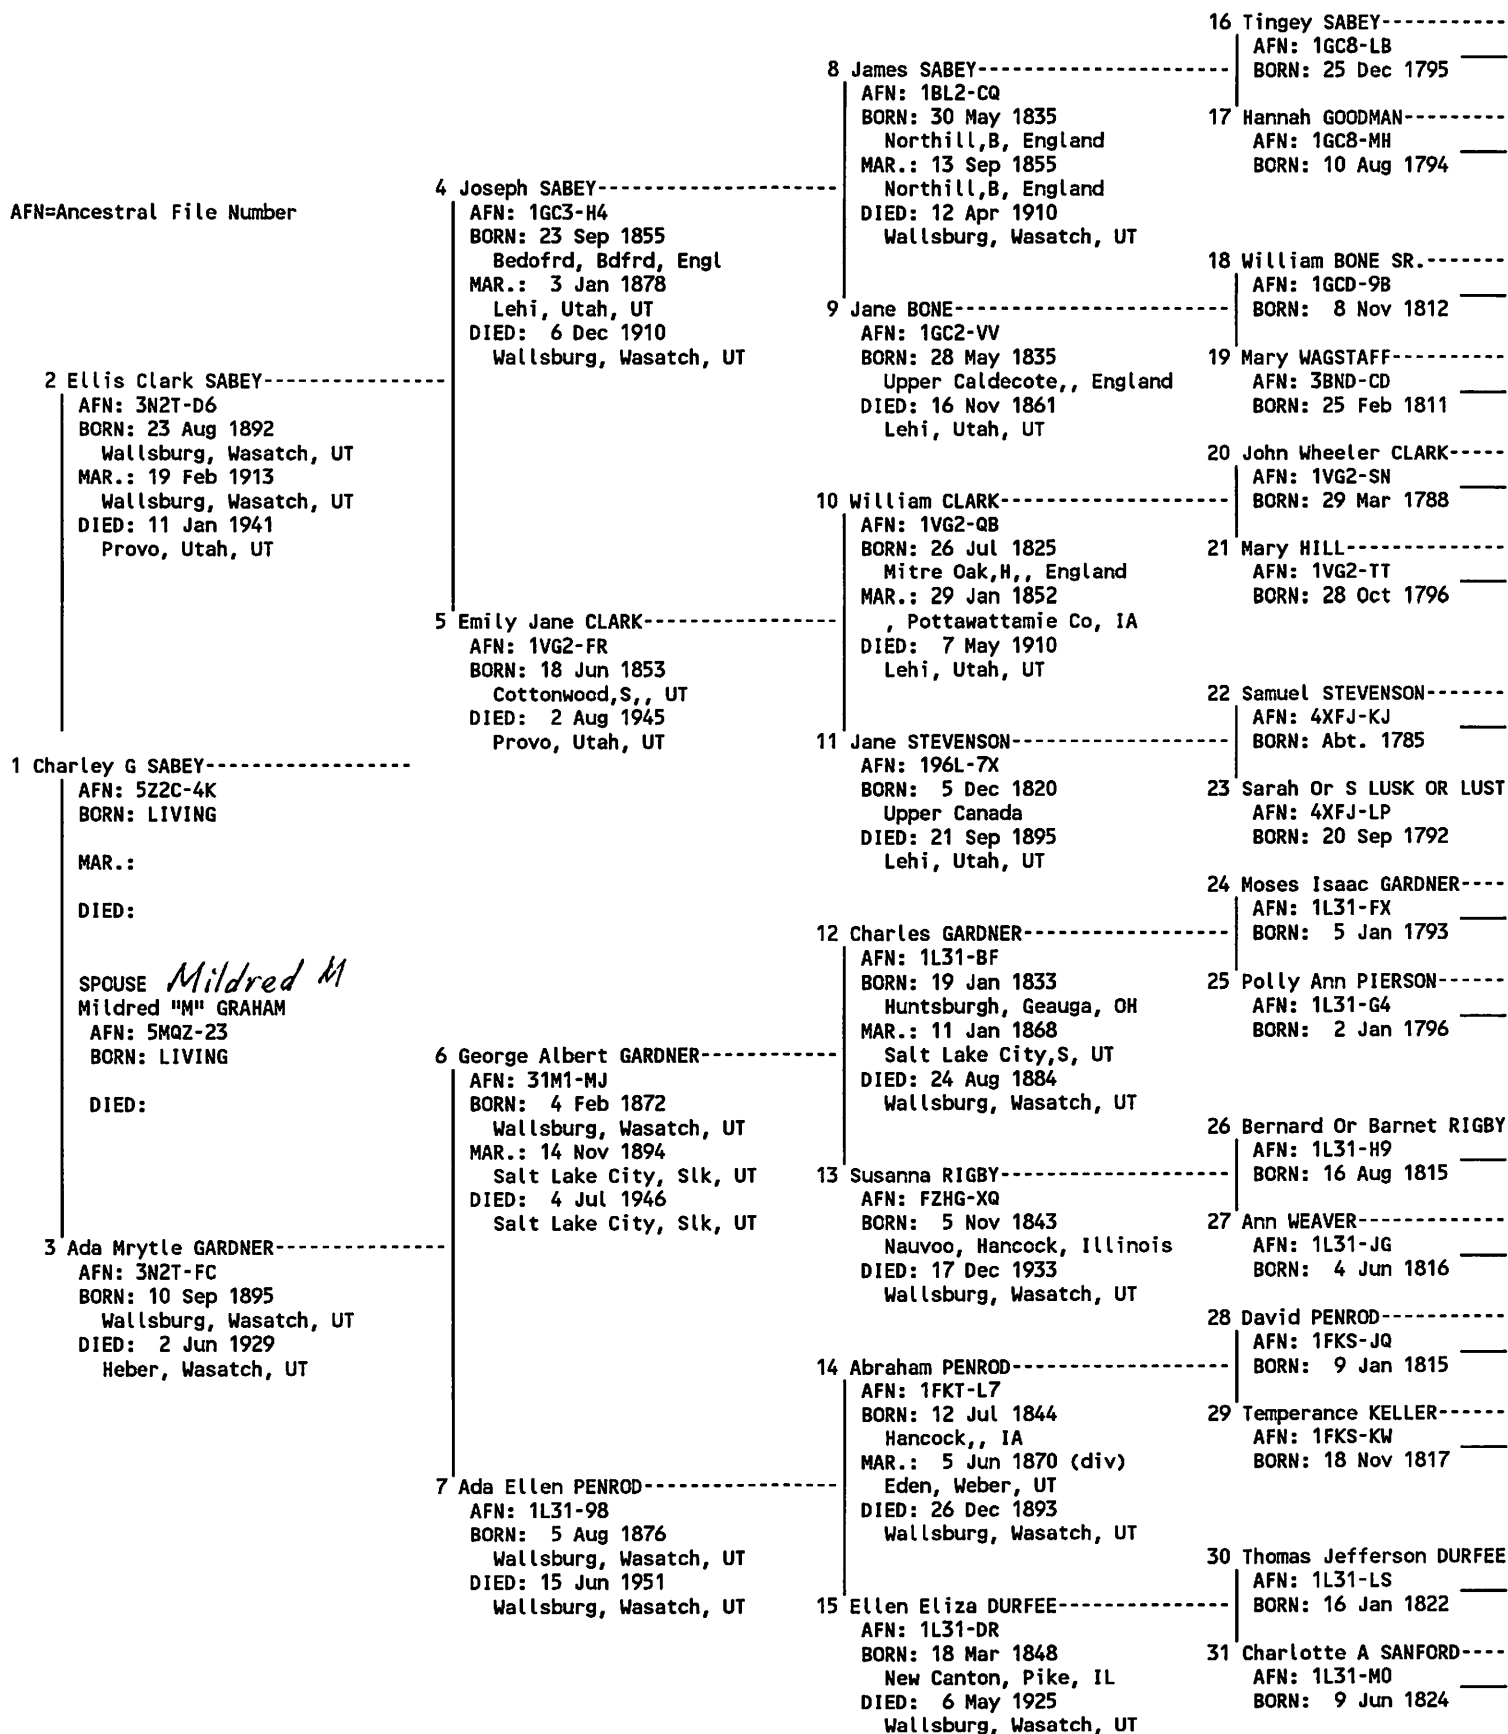 AFN=Ancestral File Number
1 Charley G SABEY-----------------
AFN: 5Z2C-4K
BORN: LIVING
MAR.:
DIED:
SPOUSE Mildred M
Mildred "M" GRAHAM
AFN: 5MQZ-23
BORN: LIVING
DIED:
2 Ellis Clark SABEY---------------
AFN: 3N2T-D6
BORN: 23 Aug 1892
Wallsburg, Wasatch, UT
MAR.: 19 Feb 1913
Wallsburg, Wasatch, UT
DIED: 11 Jan 1941
Provo, Utah, UT
3 Ada Mrytle GARDNER--------------
AFN: 3N2T-FC
BORN: 10 Sep 1895
Wallsburg, Wasatch, UT
DIED: 2 Jun 1929
Heber, Wasatch, UT
4 Joseph SABEY--------------------
AFN: 1GC3-H4
BORN: 23 Sep 1855
Bedofrd, Bdfrd, Engl
MAR.: 3 Jan 1878
Lehi, Utah, UT
DIED: 6 Dec 1910
Wallsburg, Wasatch, UT
5 Emily Jane CLARK----------------
AFN: 1VG2-FR
BORN: 18 Jun 1853
Cottonwood,S,, UT
DIED: 2 Aug 1945
Provo, Utah, UT
6 George Albert GARDNER-----------
AFN: 31M1-MJ
BORN: 4 Feb 1872
Wallsburg, Wasatch, UT
MAR.: 14 Nov 1894
Salt Lake City, Slk, UT
DIED: 4 Jul 1946
Salt Lake City, Slk, UT
7 Ada Ellen PENROD----------------
AFN: 1L31-98
BORN: 5 Aug 1876
Wallsburg, Wasatch, UT
DIED: 15 Jun 1951
Wallsburg, Wasatch, UT
8 James SABEY---------------------
AFN: 1BL2-CQ
BORN: 30 May 1835
Northill,B, England
MAR.: 13 Sep 1855
Northill,B, England
DIED: 12 Apr 1910
Wallsburg, Wasatch, UT
9 Jane BONE-----------------------
AFN: 1GC2-VV
BORN: 28 May 1835
Upper Caldecote,, England
DIED: 16 Nov 1861
Lehi, Utah, UT
10 William CLARK-------------------
AFN: 1VG2-QB
BORN: 26 Jul 1825
Mitre Oak,H,, England
MAR.: 29 Jan 1852
, Pottawattamie Co, IA
DIED: 7 May 1910
Lehi, Utah, UT
11 Jane STEVENSON------------------
AFN: 196L-7X
BORN: 5 Dec 1820
Upper Canada
DIED: 21 Sep 1895
Lehi, Utah, UT
12 Charles GARDNER-----------------
AFN: 1L31-BF
BORN: 19 Jan 1833
Huntsburgh, Geauga, OH
MAR.: 11 Jan 1868
Salt Lake City,S, UT
DIED: 24 Aug 1884
Wallsburg, Wasatch, UT
13 Susanna RIGBY-------------------
AFN: FZHG-XQ
BORN: 5 Nov 1843
Nauvoo, Hancock, Illinois
DIED: 17 Dec 1933
Wallsburg, Wasatch, UT
14 Abraham PENROD------------------
AFN: 1FKT-L7
BORN: 12 Jul 1844
Hancock,, IA
MAR.: 5 Jun 1870 (div)
Eden, Weber, UT
DIED: 26 Dec 1893
Wallsburg, Wasatch, UT
15 Ellen Eliza DURFEE--------------
AFN: 1L31-DR
BORN: 18 Mar 1848
New Canton, Pike, IL
DIED: 6 May 1925
Wallsburg, Wasatch, UT
16 Tingey SABEY-----------
AFN: 1GC8-LB
BORN: 25 Dec 1795
17 Hannah GOODMAN---------
AFN: 1GC8-MH
BORN: 10 Aug 1794
18 William BONE SR.-------
AFN: 1GCD-9B
BORN: 8 Nov 1812
19 Mary WAGSTAFF----------
AFN: 3BND-CD
BORN: 25 Feb 1811
20 John Wheeler CLARK-----
AFN: 1VG2-SN
BORN: 29 Mar 1788
21 Mary HILL--------------
AFN: 1VG2-TT
BORN: 28 Oct 1796
22 Samuel STEVENSON-------
AFN: 4XFJ-KJ
BORN: Abt. 1785
23 Sarah Or S LUSK OR LUST
AFN: 4XFJ-LP
BORN: 20 Sep 1792
24 Moses Isaac GARDNER----
AFN: 1L31-FX
BORN: 5 Jan 1793
25 Polly Ann PIERSON------
AFN: 1L31-G4
BORN: 2 Jan 1796
26 Bernard Or Barnet RIGBY
AFN: 1L31-H9
BORN: 16 Aug 1815
27 Ann WEAVER-------------
AFN: 1L31-JG
BORN: 4 Jun 1816
28 David PENROD-----------
AFN: 1FKS-JQ
BORN: 9 Jan 1815
29 Temperance KELLER------
AFN: 1FKS-KW
BORN: 18 Nov 1817
30 Thomas Jefferson DURFEE
AFN: 1L31-LS
BORN: 16 Jan 1822
31 Charlotte A SANFORD----
AFN: 1L31-M0
BORN: 9 Jun 1824